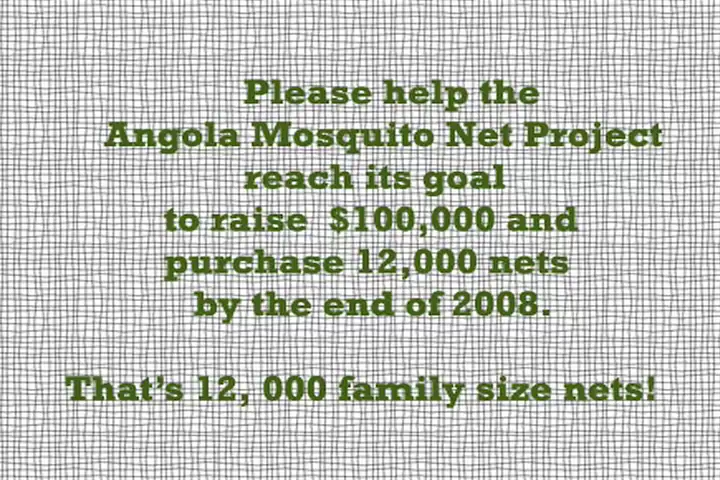 Please help the
Angola Mosquito Net Project
reach its goal
to raise $100,000 and
purchase 12,000 nets
by the end of 2008.
That's 12, 000 family size nets!